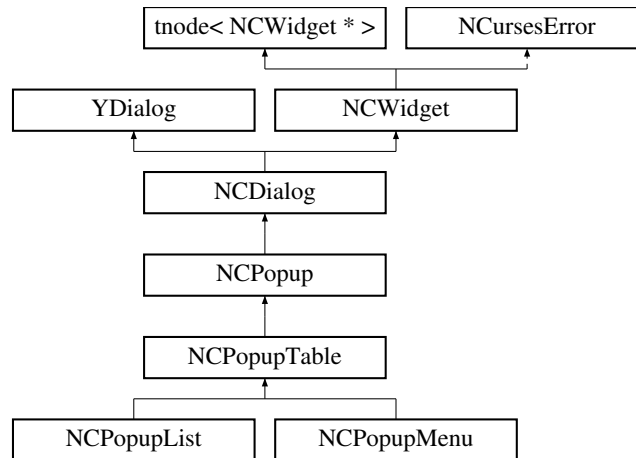 tnode< NCWidget * >
NCursesError
YDialog
NCWidget
NCDialog
NCPopup
NCPopupTable
NCPopupList
NCPopupMenu